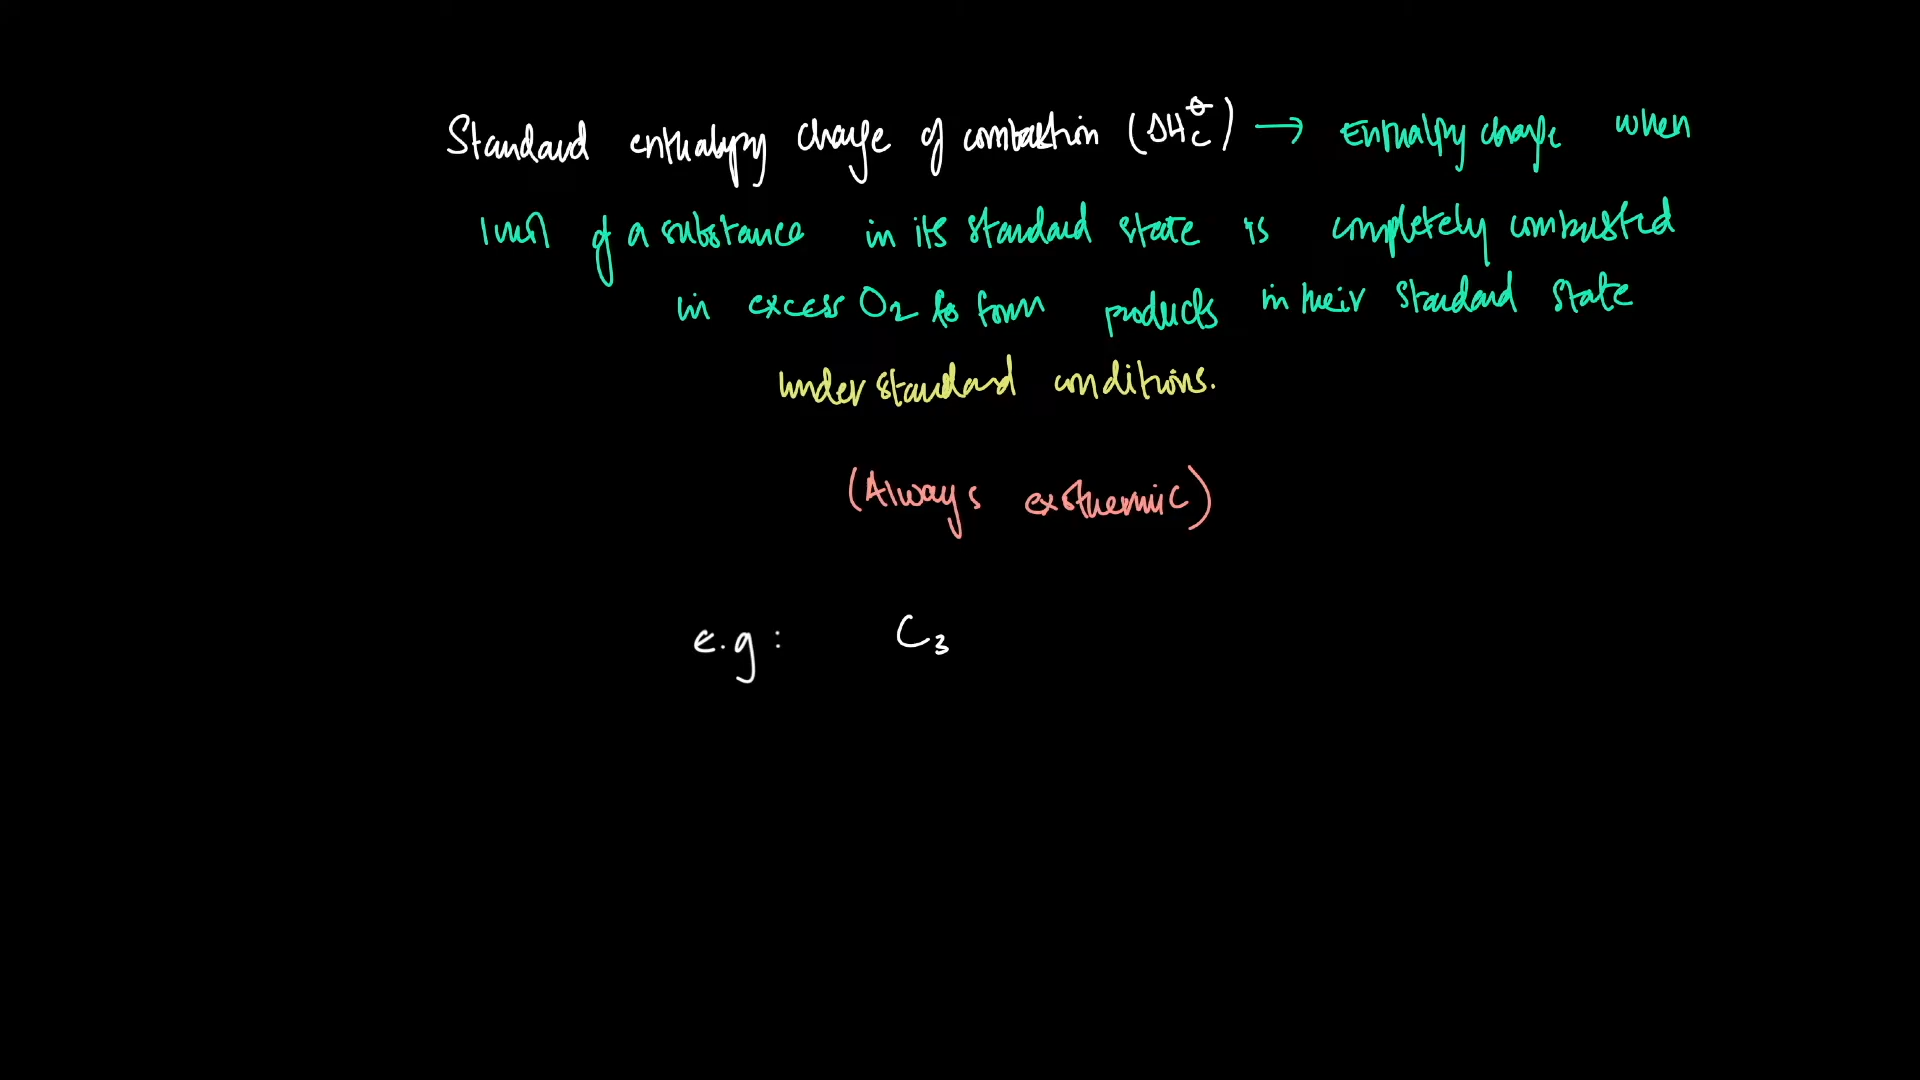 Standard enthalpy change of combustion (ΔH꜀⦵) → Enthalpy change when
1 mol of a substance in its standard state is completely combusted
in excess O₂ to form products in their standard state
under standard conditions.
(Always exothermic)
e.g: C₃